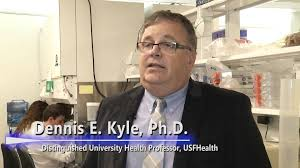 Dennis E. Kyle, Ph.D.
Distinguished University Health Professor, USFHealth